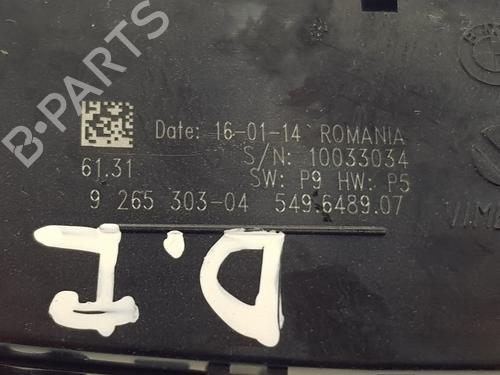 Date: 16-01-14 ROMANIA
S/N: 10033034
61.31
SW: P9 HW: P5
9 265 303-04 549.6489.07
D.I